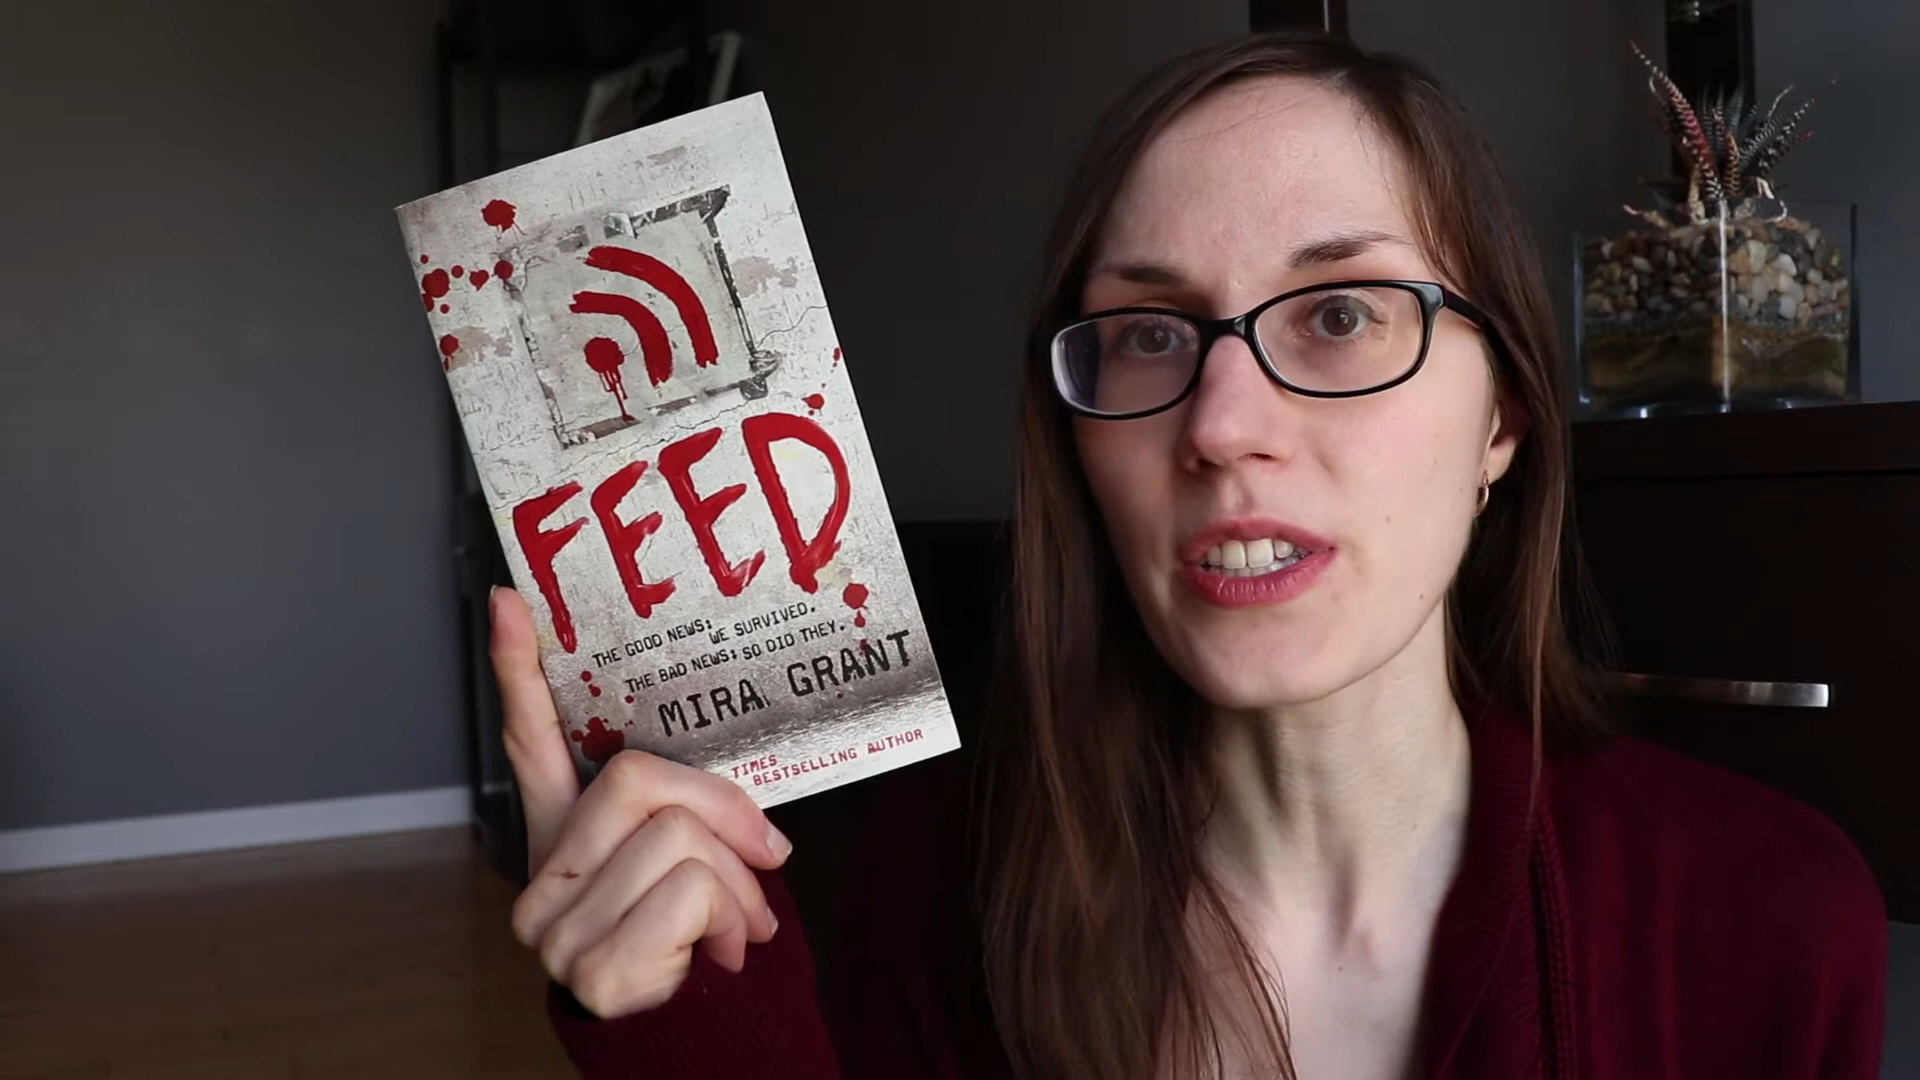 FEED
THE GOOD NEWS: WE SURVIVED.
THE BAD NEWS: SO DID THEY.
MIRA GRANT
TIMES
BESTSELLING AUTHOR